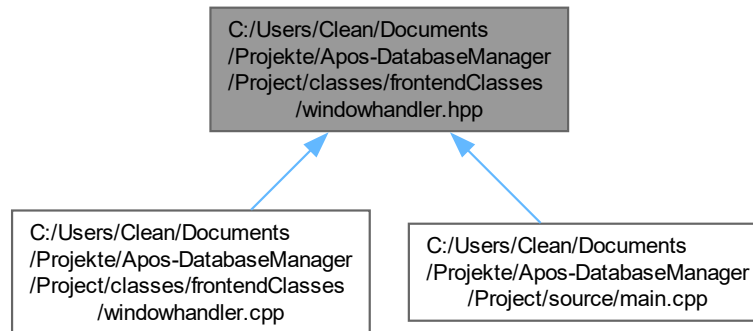 C:/Users/Clean/Documents
/Projekte/Apos-DatabaseManager
/Project/classes/frontendClasses
/windowhandler.hpp
C:/Users/Clean/Documents
/Projekte/Apos-DatabaseManager
/Project/classes/frontendClasses
/windowhandler.cpp
C:/Users/Clean/Documents
/Projekte/Apos-DatabaseManager
/Project/source/main.cpp